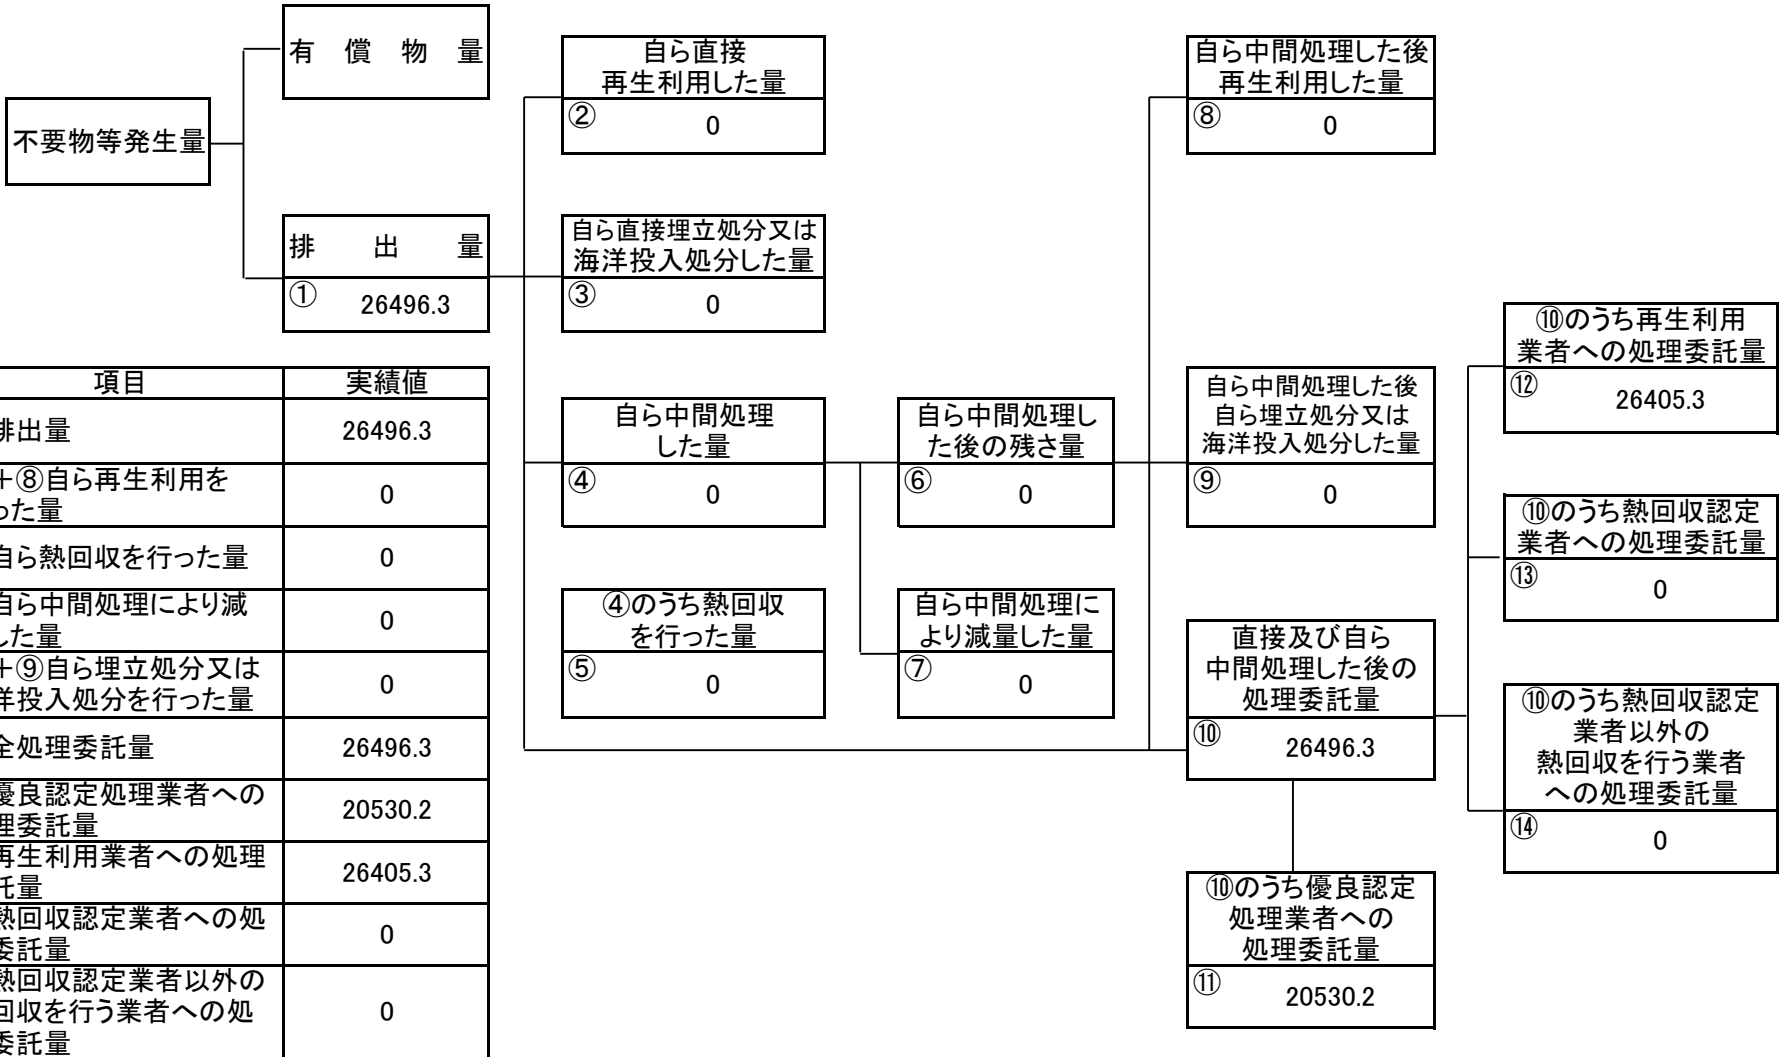 有償物量
不要物等発生量
排出量
① 26496.3
自ら直接
再生利用した量
② 0
自ら直接埋立処分又は
海洋投入処分した量
③ 0
自ら中間処理
した量
④ 0
④のうち熱回収
を行った量
⑤ 0
自ら中間処理し
た後の残さ量
⑥ 0
自ら中間処理に
より減量した量
⑦ 0
自ら中間処理した後
再生利用した量
⑧ 0
自ら中間処理した後
自ら埋立処分又は
海洋投入処分した量
⑨ 0
直接及び自ら
中間処理した後の
処理委託量
⑩ 26496.3
⑩のうち優良認定
処理業者への
処理委託量
⑪ 20530.2
⑩のうち再生利用
業者への処理委託量
⑫ 26405.3
⑩のうち熱回収認定
業者への処理委託量
⑬ 0
⑩のうち熱回収認定
業者以外の
熱回収を行う業者
への処理委託量
⑭ 0
項目 実績値
排出量 26496.3
+⑧自ら再生利用を
った量 0
自ら熱回収を行った量 0
自ら中間処理により減
した量 0
+⑨自ら埋立処分又は
洋投入処分を行った量 0
全処理委託量 26496.3
優良認定処理業者への
理委託量 20530.2
再生利用業者への処理
託量 26405.3
熱回収認定業者への処
委託量 0
熱回収認定業者以外の
回収を行う業者への処
委託量 0